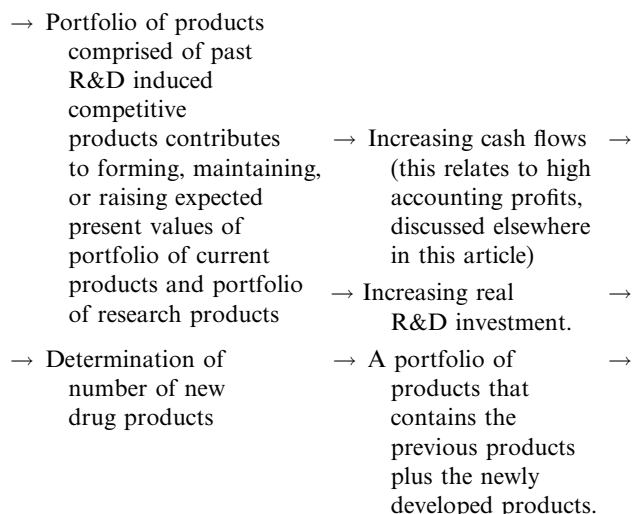 → Portfolio of products
comprised of past
R&D induced
competitive
products contributes
to forming, maintaining,
or raising expected
present values of
portfolio of current
products and portfolio
of research products
→ Increasing cash flows →
(this relates to high
accounting profits,
discussed elsewhere
in this article)
→ Increasing real →
R&D investment.
→ Determination of
number of new
drug products
→ A portfolio of →
products that
contains the
previous products
plus the newly
developed products.